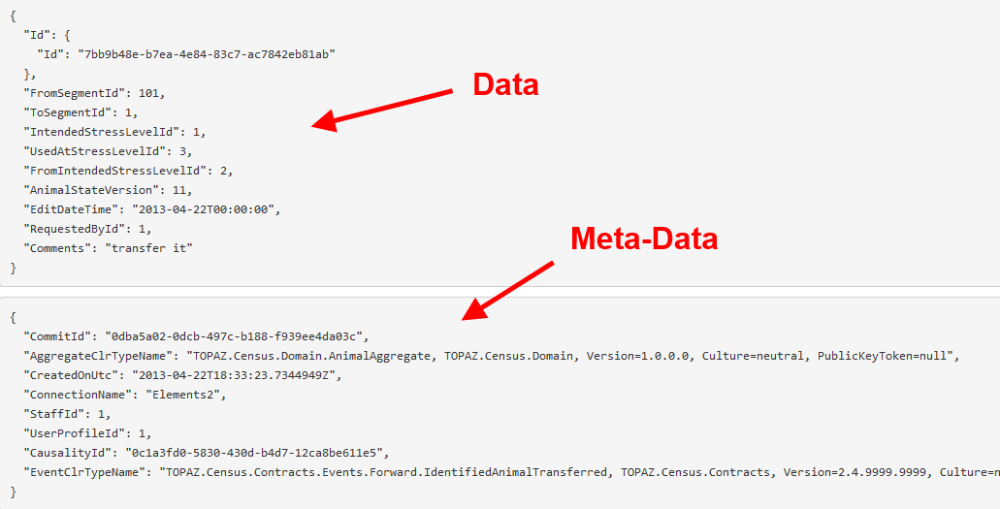 {
"Id": {
"Id": "7bb9b48e-b7ea-4e84-83c7-ac7842eb81ab"
},
"FromSegmentId": 101,
Data
"ToSegmentId": 1,
"IntendedStressLevelId": 1,
"UsedAtStressLevelId": 3,
"FromIntendedStressLevelId": 2,
"AnimalStateVersion": 11,
"EditDateTime": "2013-04-22T00:00:00",
"RequestedById": 1,
Meta-Data
"Comments": "transfer it"
}
{
"CommitId": "0dba5a02-0dcb-497c-b188-f939ee4da03c",
"AggregateClrTypeName": "TOPAZ.Census.Domain.AnimalAggregate, TOPAZ.Census.Domain, Version=1.0.0.0, Culture=neutral, PublicKeyToken=null",
"CreatedOnUtc": "2013-04-22T18:33:23.7344949Z",
"ConnectionName": "Elements2",
"StaffId": 1,
"UserProfileId": 1,
"CausalityId": "0c1a3fd0-5830-430d-b4d7-12ca8be611e5",
"EventClrTypeName": "TOPAZ.Census.Contracts.Events.Forward.IdentifiedAnimalTransferred, TOPAZ.Census.Contracts, Version=2.4.9999.9999, Culture=n
}